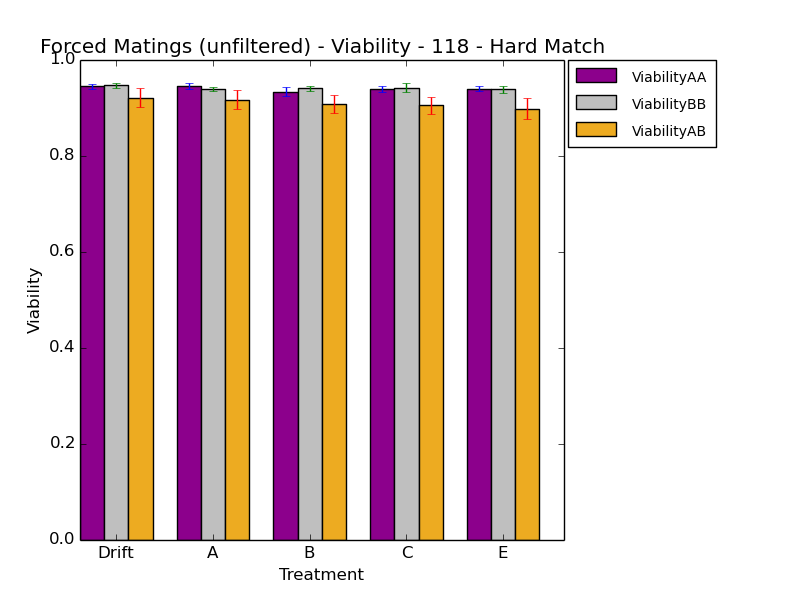 Forced Matings (unfiltered) - Viability - 118 - Hard Match
1.0
0.8
0.6
0.4
0.2
0.0
Viability
Drift A B C E
Treatment
ViabilityAA
ViabilityBB
ViabilityAB